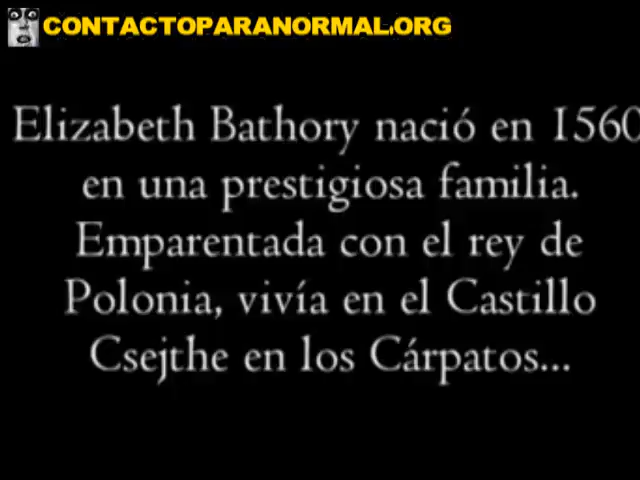 CONTACTOPARANORMAL.ORG
Elizabeth Bathory nació en 1560
en una prestigiosa familia.
Emparentada con el rey de
Polonia, vivía en el Castillo
Csejthe en los Cárpatos...